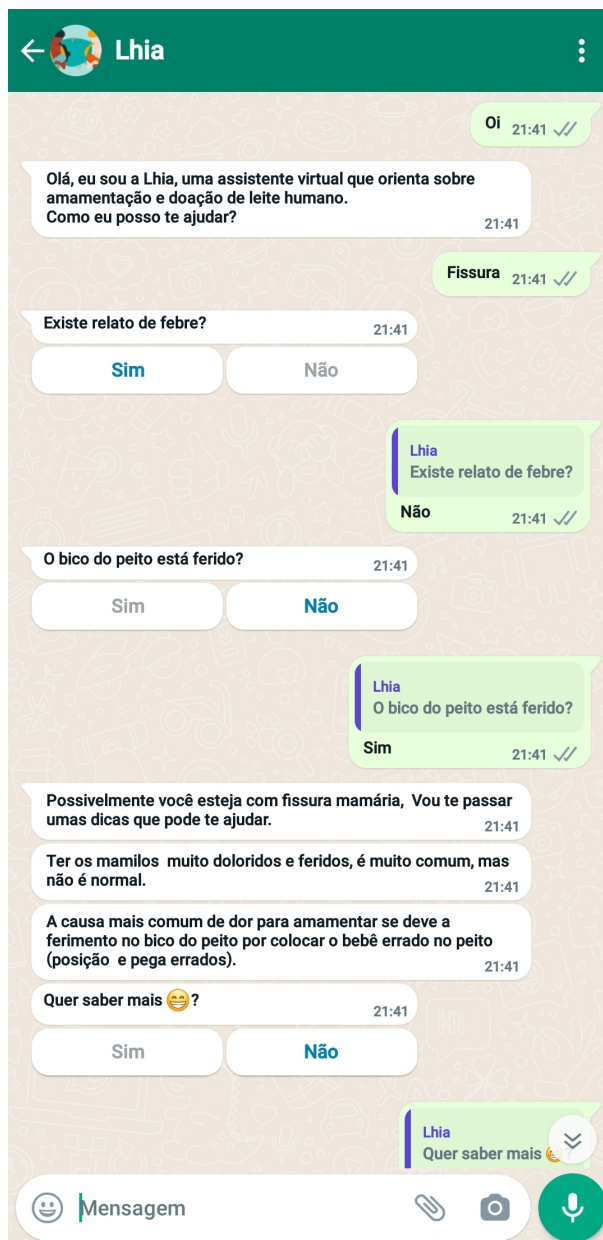 Lhia
Oi 21:41
Olá, eu sou a Lhia, uma assistente virtual que orienta sobre
amamentação e doação de leite humano.
Como eu posso te ajudar?
21:41
Fissura 21:41
Existe relato de febre?
21:41
Sim Não
Lhia
Existe relato de febre?
Não
21:41
O bico do peito está ferido?
21:41
Sim Não
Lhia
O bico do peito está ferido?
Sim
21:41
Possivelmente você esteja com fissura mamária, Vou te passar
umas dicas que pode te ajudar.
21:41
Ter os mamilos muito doloridos e feridos, é muito comum, mas
não é normal.
21:41
A causa mais comum de dor para amamentar se deve a
ferimento no bico do peito por colocar o bebê errado no peito
(posição e pega errados).
21:41
Quer saber mais 😁?
21:41
Sim Não
Lhia
Quer saber mais 😁?
Mensagem